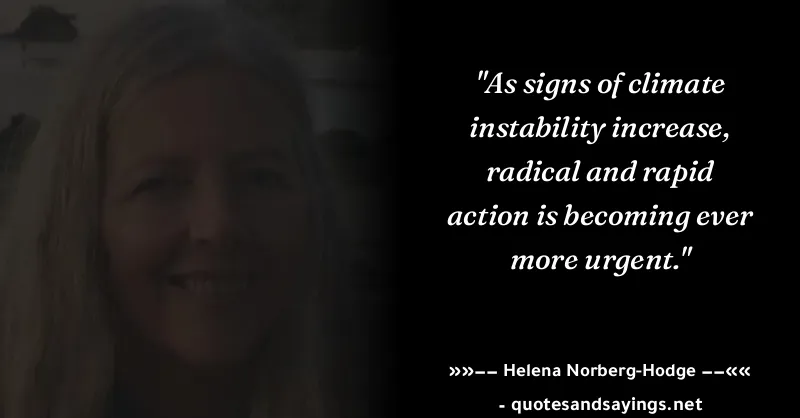 "As signs of climate
instability increase,
radical and rapid
action is becoming ever
more urgent."
»»−− Helena Norberg-Hodge −−««
- quotesandsayings.net